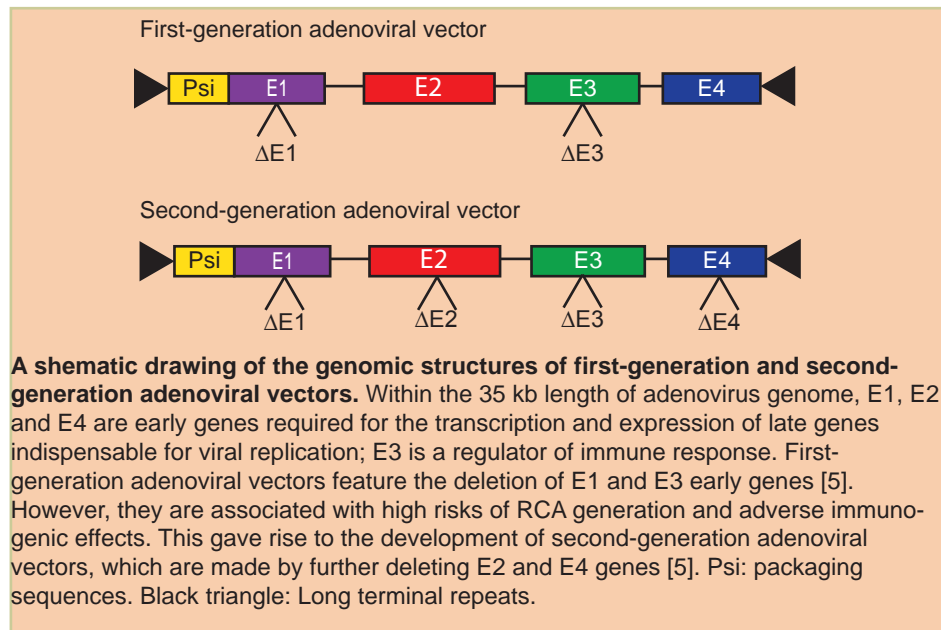 First-generation adenoviral vector
Psi E1 E2 E3 E4
ΔE1 ΔE3
Second-generation adenoviral vector
Psi E1 E2 E3 E4
ΔE1 ΔE2 ΔE3 ΔE4
A shematic drawing of the genomic structures of first-generation and second-
generation adenoviral vectors. Within the 35 kb length of adenovirus genome, E1, E2
and E4 are early genes required for the transcription and expression of late genes
indispensable for viral replication; E3 is a regulator of immune response. First-
generation adenoviral vectors feature the deletion of E1 and E3 early genes [5].
However, they are associated with high risks of RCA generation and adverse immuno-
genic effects. This gave rise to the development of second-generation adenoviral
vectors, which are made by further deleting E2 and E4 genes [5]. Psi: packaging
sequences. Black triangle: Long terminal repeats.